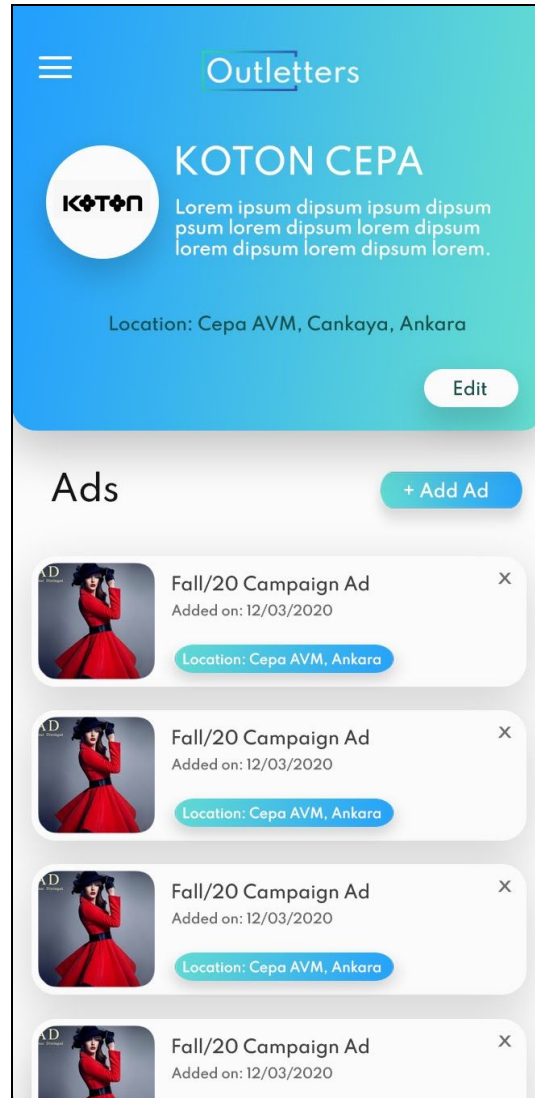 Outletters
KOTON
KOTON CEPA
Lorem ipsum dipsum ipsum dipsum
psum lorem dipsum lorem dipsum
lorem dipsum lorem dipsum lorem.
Location: Cepa AVM, Cankaya, Ankara
Edit
Ads
+ Add Ad
AD
Fall/20 Campaign Ad
x
Added on: 12/03/2020
Location: Cepa AVM, Ankara
AD
Fall/20 Campaign Ad
x
Added on: 12/03/2020
Location: Cepa AVM, Ankara
AD
Fall/20 Campaign Ad
x
Added on: 12/03/2020
Location: Cepa AVM, Ankara
AD
Fall/20 Campaign Ad
x
Added on: 12/03/2020